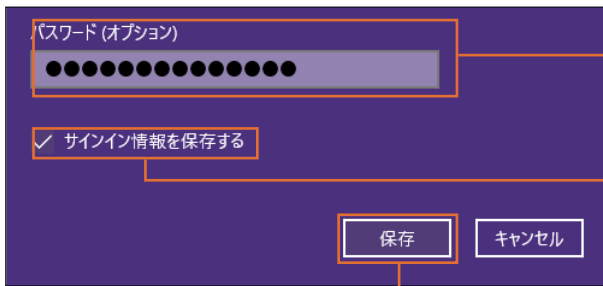 パスワード (オプション)
●●●●●●●●●●●●●●
サインイン情報を保存する
保存
キャンセル